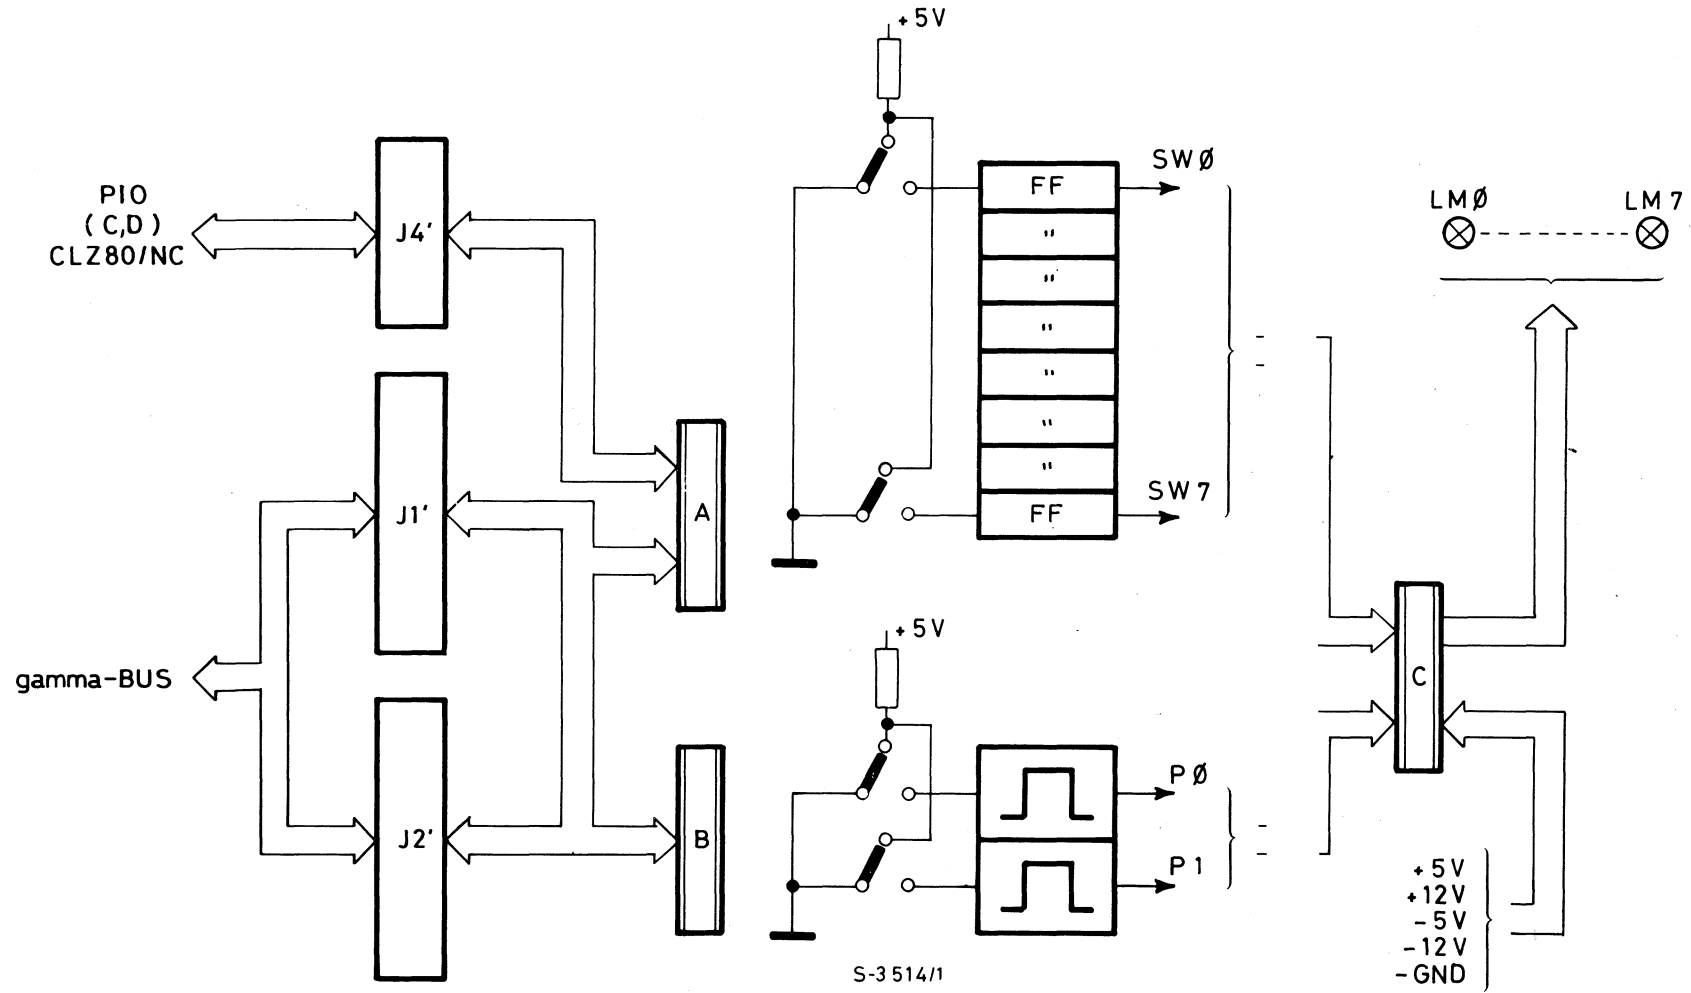 +5V
PIO
(C,D)
CLZ80/NC
J4'
J1'
gamma-BUS
J2'
A
B
FF
"
"
"
"
"
"
FF
SWØ
SW7
LMØ
LM7
+5V
PØ
P1
C
+5V
+12V
-5V
-12V
-GND
S-3514/1